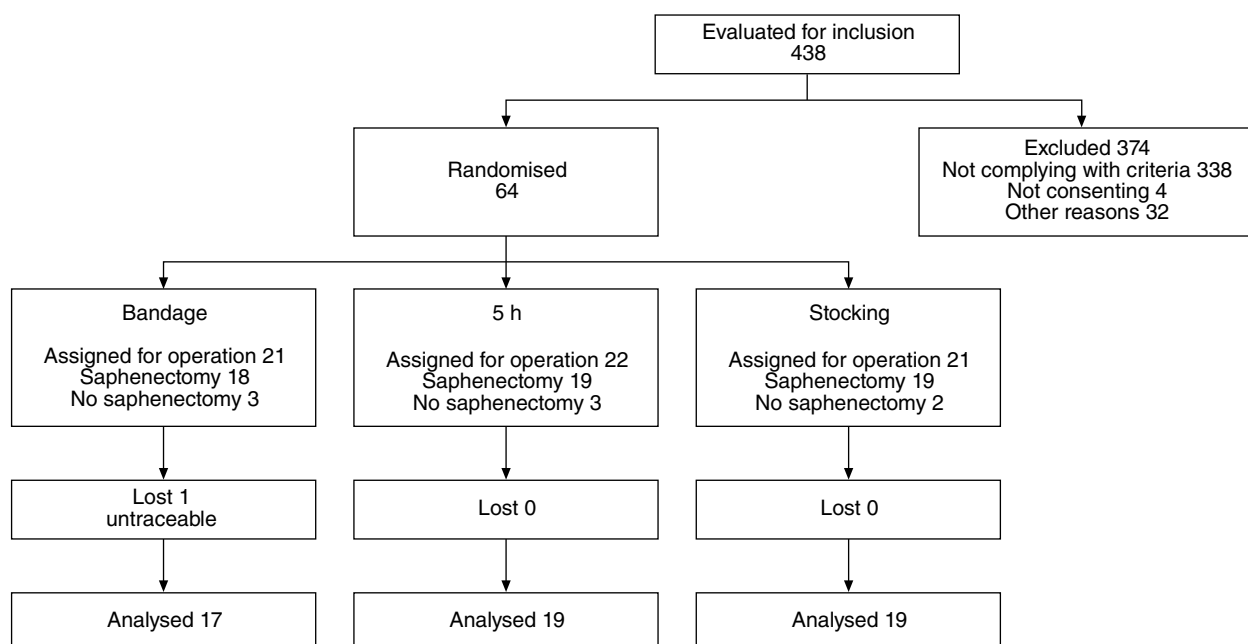 Evaluated for inclusion
438
Randomised
64
Excluded 374
Not complying with criteria 338
Not consenting 4
Other reasons 32
Bandage
Assigned for operation 21
Saphenectomy 18
No saphenectomy 3
5 h
Assigned for operation 22
Saphenectomy 19
No saphenectomy 3
Stocking
Assigned for operation 21
Saphenectomy 19
No saphenectomy 2
Lost 1
untraceable
Lost 0
Lost 0
Analysed 17
Analysed 19
Analysed 19